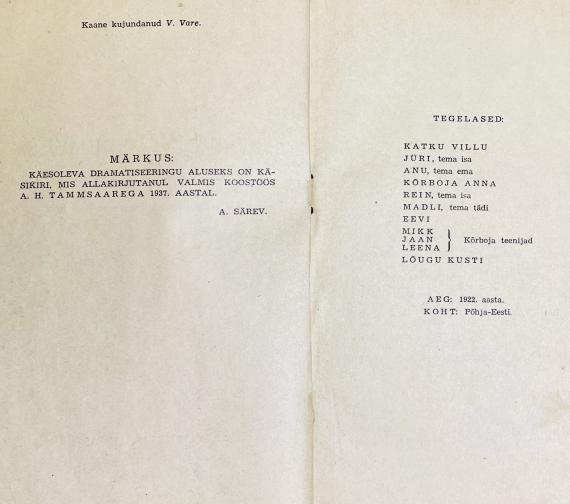 Kaane kujundanud V. Vare.
MÄRKUS:
KÄESOLEVA DRAMATISEERINGU ALUSEKS ON KÄ-
SIKIRI, MIS ALLAKIRJUTANUL VALMIS KOOSTÖÖS
A. H. TAMMSAAREGA 1937. AASTAL.
A. SÄREV.
TEGELASED:
KATKU VILLU
JÜRI, tema isa
ANU, tema ema
KÕRBOJA ANNA
REIN, tema isa
MADLI, tema tädi
EEVI
MIKK
JAAN } Kõrboja teenijad
LEENA
LÕUGU KUSTI
AEG: 1922. aasta.
KOHT: Põhja-Eesti.